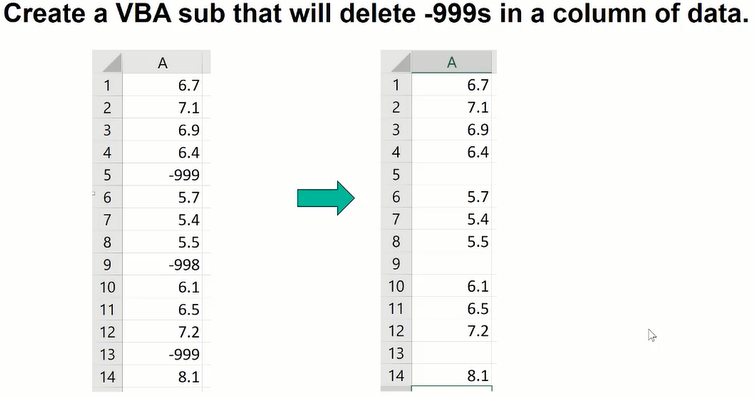 Create a VBA sub that will delete -999s in a column of data.
A A
1 6.7 1 6.7
2 7.1 2 7.1
3 6.9 3 6.9
4 6.4 4 6.4
5 -999 5
6 5.7 6 5.7
7 5.4 7 5.4
8 5.5 8 5.5
9 -998 9
10 6.1 10 6.1
11 6.5 11 6.5
12 7.2 12 7.2
13 -999 13
14 8.1 14 8.1